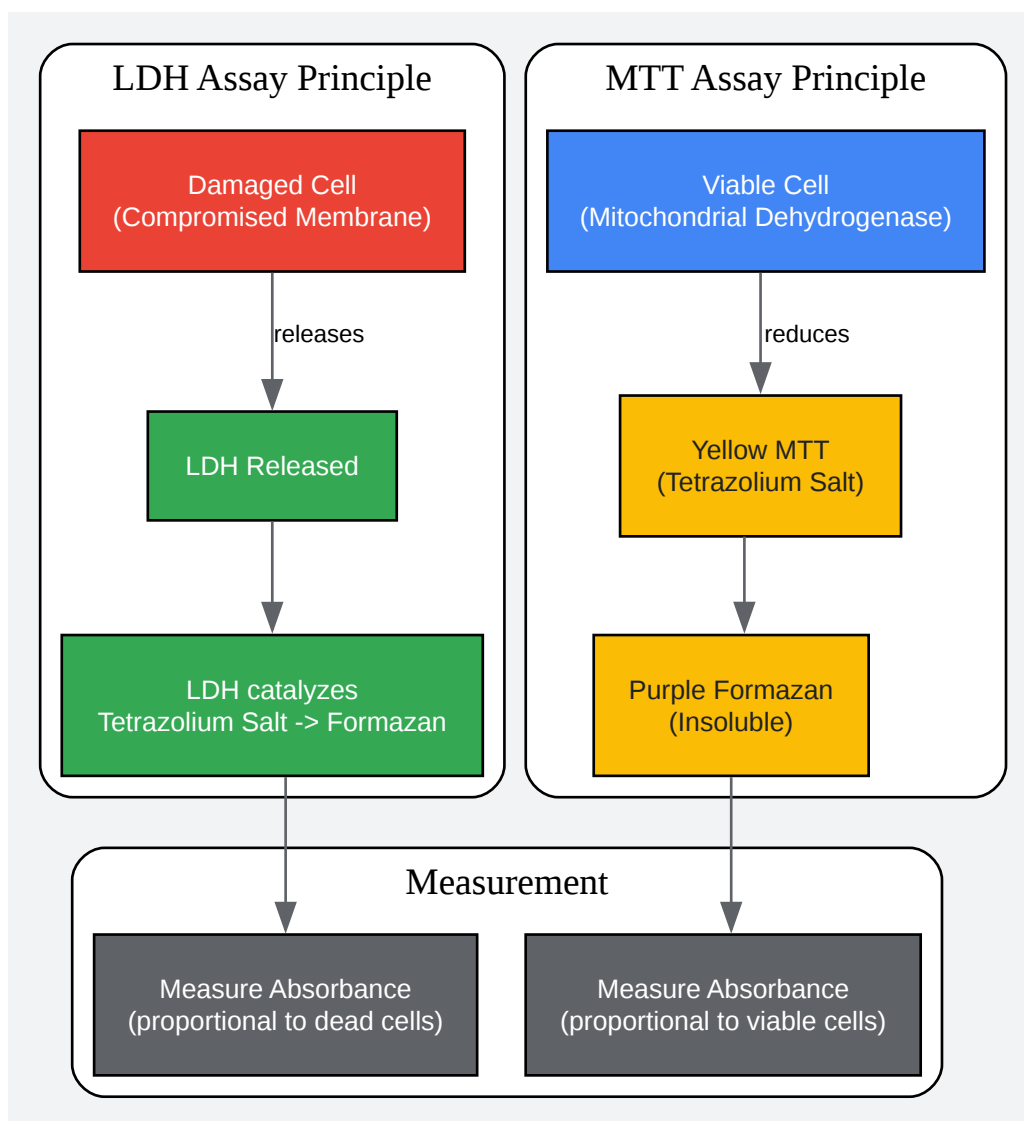 LDH Assay Principle
Damaged Cell
(Compromised Membrane)
releases
LDH Released
LDH catalyzes
Tetrazolium Salt -> Formazan
MTT Assay Principle
Viable Cell
(Mitochondrial Dehydrogenase)
reduces
Yellow MTT
(Tetrazolium Salt)
Purple Formazan
(Insoluble)
Measurement
Measure Absorbance
(proportional to dead cells)
Measure Absorbance
(proportional to viable cells)